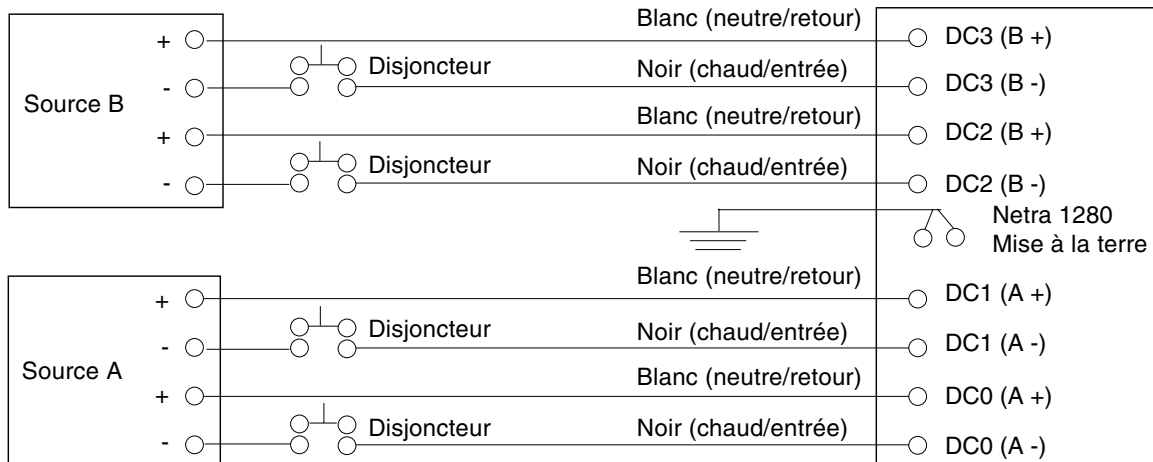 Blanc (neutre/retour)
+ DC3 (B +)
Disjoncteur Noir (chaud/entrée)
- DC3 (B -)
Source B
Blanc (neutre/retour)
+ DC2 (B +)
Disjoncteur Noir (chaud/entrée)
- DC2 (B -)
Netra 1280
Mise à la terre
Blanc (neutre/retour)
+ DC1 (A +)
Disjoncteur Noir (chaud/entrée)
- DC1 (A -)
Source A
Blanc (neutre/retour)
+ DC0 (A +)
Disjoncteur Noir (chaud/entrée)
- DC0 (A -)